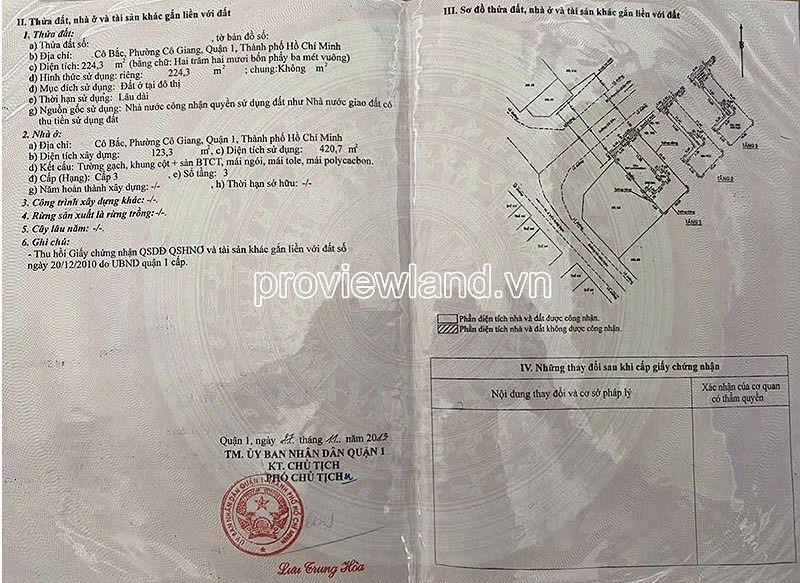 II. Thửa đất, nhà ở và tài sản khác gắn liền với đất
1. Thửa đất:
a) Thửa đất số: , tờ bản đồ số:
b) Địa chỉ: Cô Bắc, Phường Cô Giang, Quận 1, Thành phố Hồ Chí Minh
c) Diện tích: 224,3 m² (bằng chữ: Hai trăm hai mươi bốn phẩy ba mét vuông)
d) Hình thức sử dụng: riêng: 224,3 m² ; chung:Không m²
đ) Mục đích sử dụng: Đất ở tại đô thị
e) Thời hạn sử dụng: Lâu dài
g) Nguồn gốc sử dụng: Nhà nước công nhận quyền sử dụng đất như Nhà nước giao đất có
thu tiền sử dụng đất
2. Nhà ở:
a) Địa chỉ: Cô Bắc, Phường Cô Giang, Quận 1, Thành phố Hồ Chí Minh
b) Diện tích xây dựng: 123,3 m², c) Diện tích sử dụng: 420,7 m²
d) Kết cấu: Tường gạch, khung cột + sàn BTCT, mái ngói, mái tole, mái polycacbon.
đ) Cấp (Hạng): Cấp 3 , e) Số tầng: 3
g) Năm hoàn thành xây dựng: -/- , h) Thời hạn sở hữu: -/-
3. Công trình xây dựng khác: -/-.
4. Rừng sản xuất là rừng trồng: -/-.
5. Cây lâu năm: -/-.
6. Ghi chú:
- Thu hồi Giấy chứng nhận QSDĐ QSHNƠ và tài sản khác gắn liền với đất số
ngày 20/12/2010 do UBND quận 1 cấp.
Quận 1, ngày tháng năm
TM. ỦY BAN NHÂN DÂN QUẬN 1
KT. CHỦ TỊCH
PHÓ CHỦ TỊCH
Lưu Trung Hòa
III. Sơ đồ thửa đất, nhà ở và tài sản khác gắn liền với đất
B
TẦNG 3
TẦNG 2
TẦNG 1
Phần diện tích nhà và đất được công nhận.
Phần diện tích nhà và đất không được công nhận.
IV. Những thay đổi sau khi cấp giấy chứng nhận
Nội dung thay đổi và cơ sở pháp lý
Xác nhận của cơ quan
có thẩm quyền
proviewland.vn